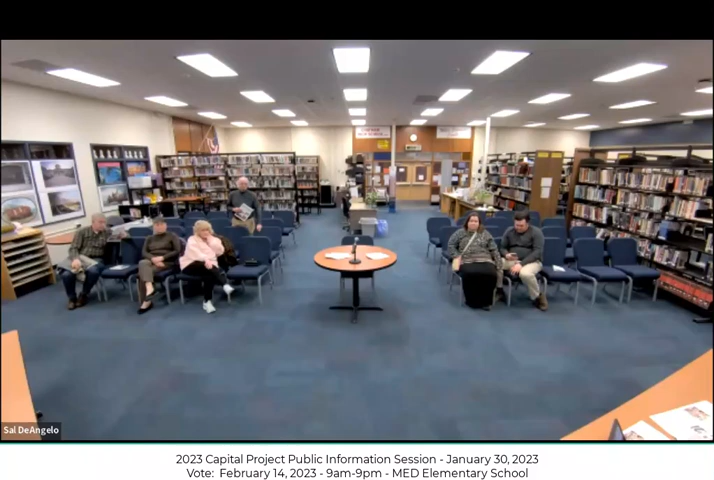 Sal DeAngelo
2023 Capital Project Public Information Session - January 30, 2023
Vote:  February 14, 2023 - 9am-9pm - MED Elementary School